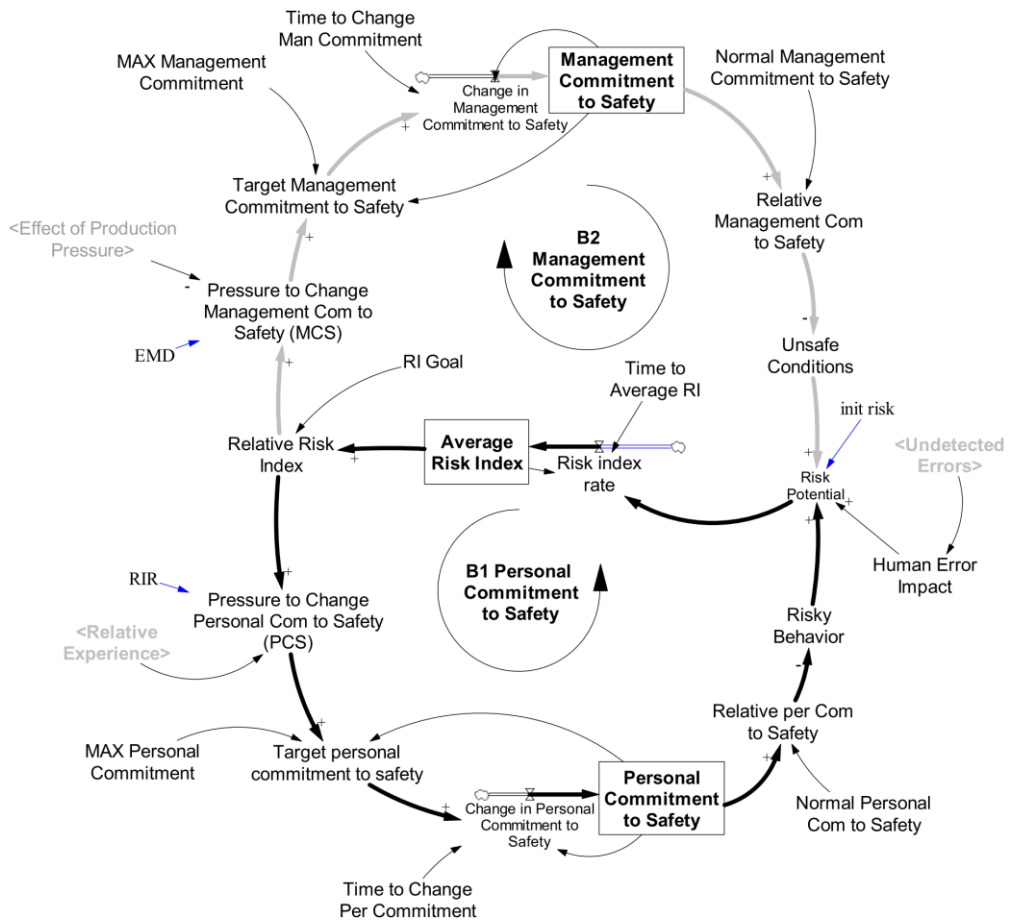 Time to Change
Man Commitment
MAX Management
Commitment
Management
Commitment
to Safety
Normal Management
Commitment to Safety
Change in
Management
Commitment to Safety
+
Target Management
Commitment to Safety
+
Relative
Management Com
to Safety
<Effect of Production
Pressure>
+
B2
Management
Commitment
to Safety
-
Pressure to Change
Management Com to
Safety (MCS)
-
EMD
+
Unsafe
Conditions
RI Goal
Time to
Average RI
init risk
Relative Risk
Index
+
Average
Risk Index
Risk index
rate
<Undetected
Errors>
+
Risk
Potential
+
+
B1 Personal
Commitment
to Safety
Human Error
Impact
RIR
+
Pressure to Change
Personal Com to Safety
(PCS)
<Relative
Experience>
Risky
Behavior
-
+
Relative per Com
to Safety
+
MAX Personal
Commitment
Target personal
commitment to safety
+
Change in Personal
Commitment to
Safety
Personal
Commitment
to Safety
Normal Personal
Com to Safety
Time to Change
Per Commitment